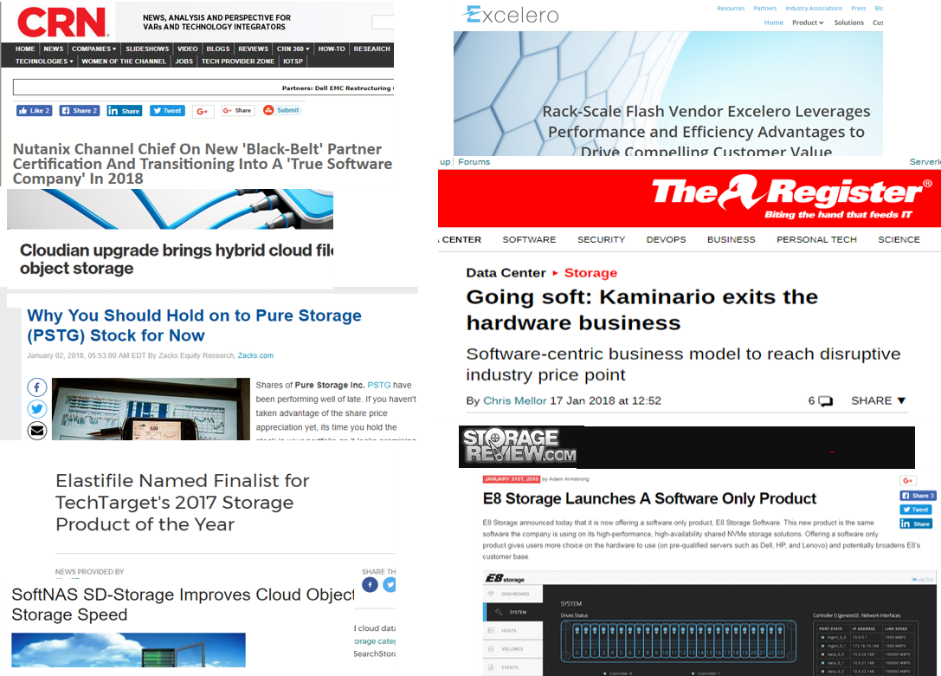 CRN.
NEWS, ANALYSIS AND PERSPECTIVE FOR
VARs AND TECHNOLOGY INTEGRATORS
HOME NEWS COMPANIES SLIDESHOWS VIDEO BLOGS REVIEWS CRN 360 HOW-TO RESEARCH
TECHNOLOGIES WOMEN OF THE CHANNEL JOBS TECH PROVIDER ZONE IOTSP
Partners: Dell EMC Restructuring
Like 2 Share 2 Share Tweet G+ Share Submit
Nutanix Channel Chief On New 'Black-Belt' Partner
Certification And Transitioning Into A 'True Software
Company' In 2018
Cloudian upgrade brings hybrid cloud file
object storage
Why You Should Hold on to Pure Storage
(PSTG) Stock for Now
January 02, 2018, 05:53:00 AM EDT By Zacks Equity Research, Zacks.com
Shares of Pure Storage Inc. PSTG have
been performing well of late. If you haven't
taken advantage of the share price
appreciation yet, its time you hold the
Elastifile Named Finalist for
TechTarget's 2017 Storage
Product of the Year
NEWS PROVIDED BY
SHARE TH
SoftNAS SD-Storage Improves Cloud Object
Storage Speed
l cloud data
orage categ
SearchStora
Excelero
Resources Partners Industry Associations Press Blo
Home Product Solutions Cus
Rack-Scale Flash Vendor Excelero Leverages
Performance and Efficiency Advantages to
Drive Compelling Customer Value
up Forums Serverle
The Register®
Biting the hand that feeds IT
A CENTER SOFTWARE SECURITY DEVOPS BUSINESS PERSONAL TECH SCIENCE
Data Center ▸ Storage
Going soft: Kaminario exits the
hardware business
Software-centric business model to reach disruptive
industry price point
By Chris Mellor 17 Jan 2018 at 12:52 6 SHARE ▼
STORAGE
REVIEW.COM
JANUARY 31ST, 2018 by Adam Armstrong
E8 Storage Launches A Software Only Product
G+
Share 3
Tweet
Share
E8 Storage announced today that it is now offering a software only product, E8 Storage Software. This new product is the same
software the company is using on its high-performance, high-availability shared NVMe storage solutions. Offering a software only
product gives users more choice on the hardware to use (on pre-qualified servers such as Dell, HP, and Lenovo) and potentially broadens E8's
customer base.
E8 storage
Log Out
DASHBOARD
SYSTEM
HOSTS
VOLUMES
EVENTS
SYSTEM
Drives Status
Controller 0 (genesis0): Network Interfaces
PORT STATE IP ADDRESS LINK SPEED
Controller 0 Controller 1